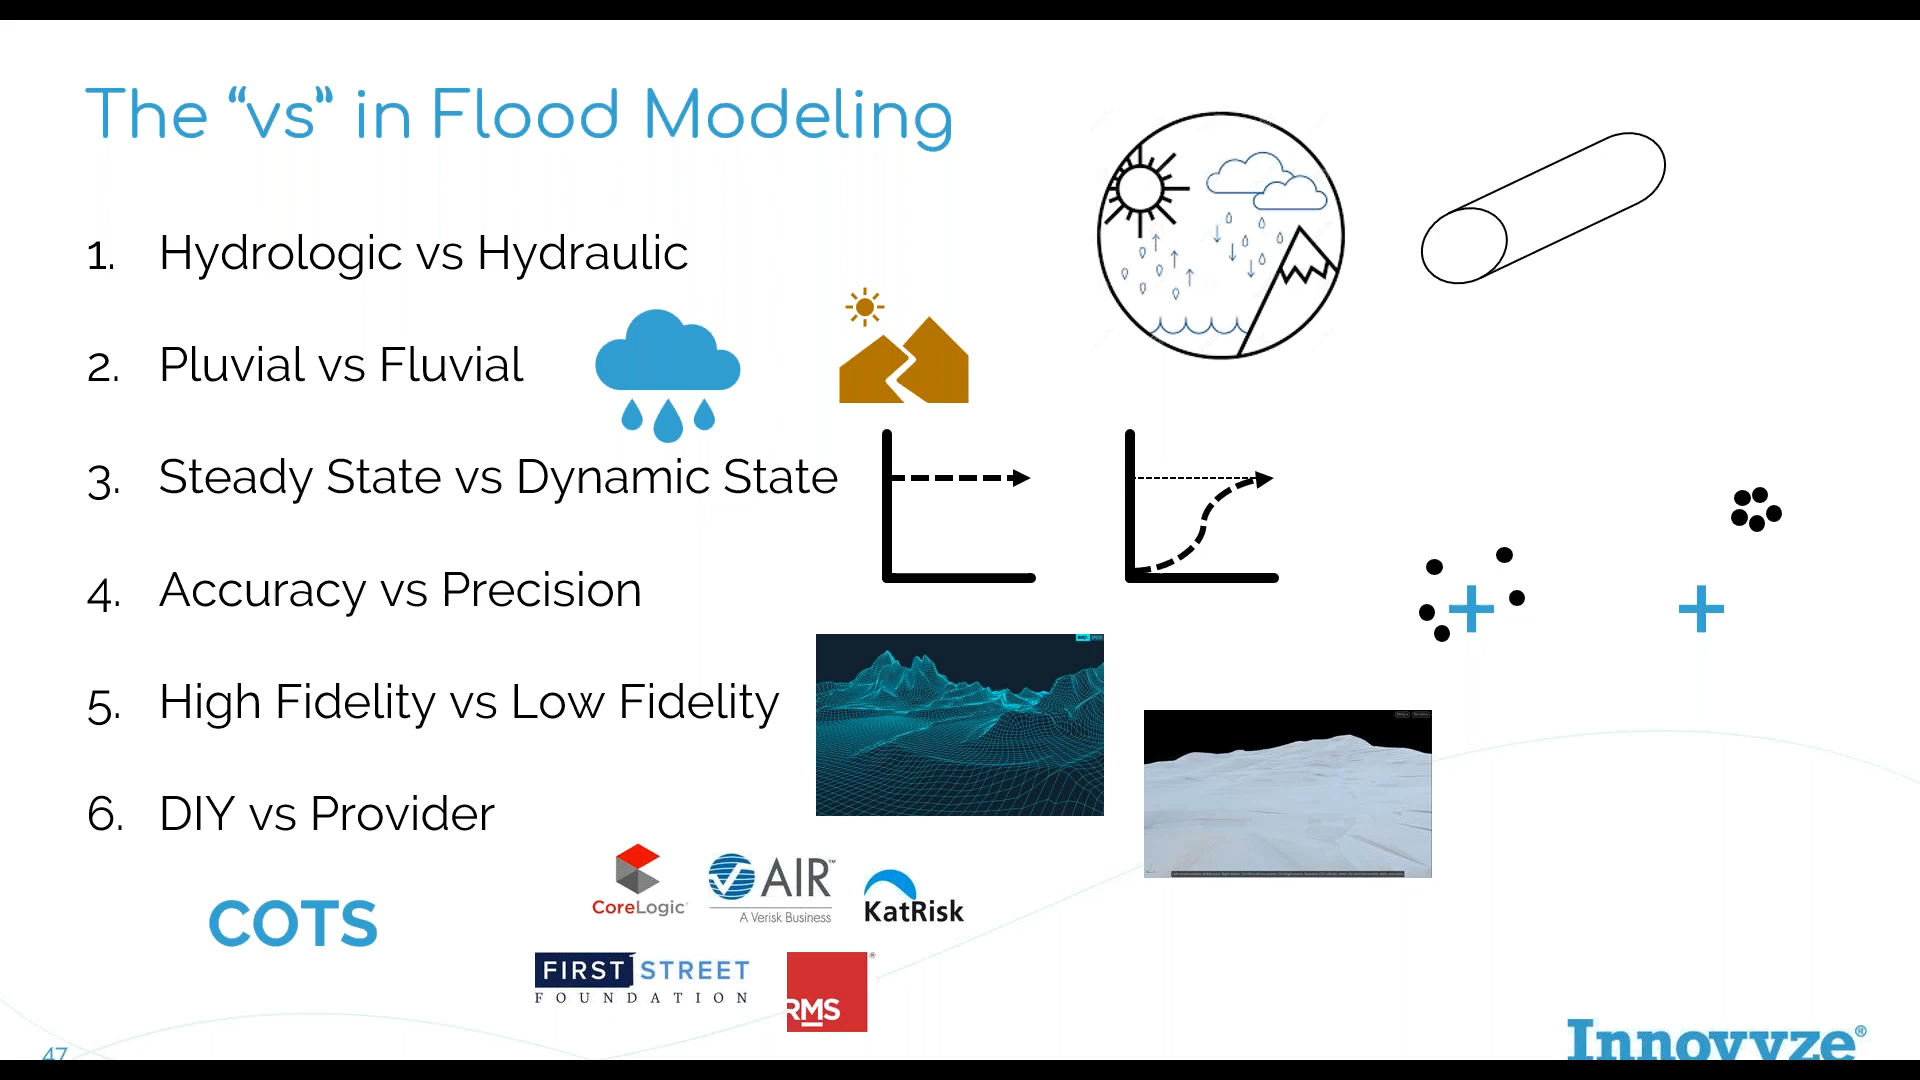 The “vs” in Flood Modeling
1. Hydrologic vs Hydraulic
2. Pluvial vs Fluvial
3. Steady State vs Dynamic State
4. Accuracy vs Precision
5. High Fidelity vs Low Fidelity
6. DIY vs Provider
COTS
CoreLogic
AIR™
A Verisk Business
KatRisk
FIRST STREET
FOUNDATION
RMS®
47
Innovyze®